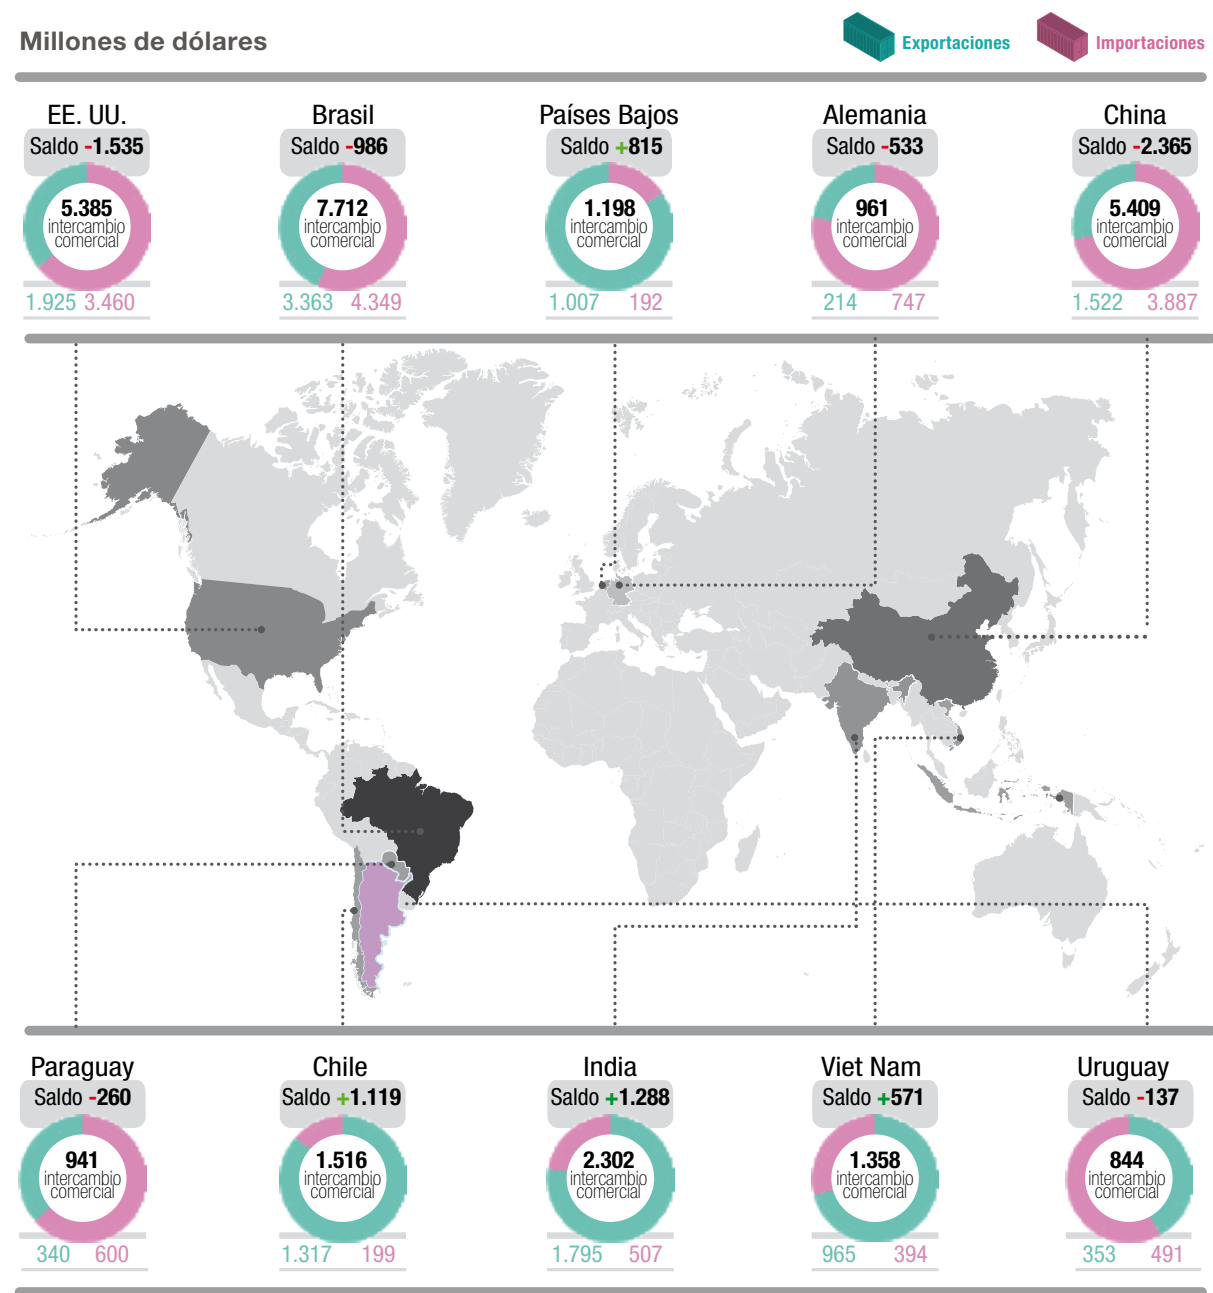 Millones de dólares
Exportaciones
Importaciones
EE. UU.
Saldo -1.535
5.385
intercambio
comercial
1.925 3.460
Brasil
Saldo -986
7.712
intercambio
comercial
3.363 4.349
Países Bajos
Saldo +815
1.198
intercambio
comercial
1.007 192
Alemania
Saldo -533
961
intercambio
comercial
214 747
China
Saldo -2.365
5.409
intercambio
comercial
1.522 3.887
Paraguay
Saldo -260
941
intercambio
comercial
340 600
Chile
Saldo +1.119
1.516
intercambio
comercial
1.317 199
India
Saldo +1.288
2.302
intercambio
comercial
1.795 507
Viet Nam
Saldo +571
1.358
intercambio
comercial
965 394
Uruguay
Saldo -137
844
intercambio
comercial
353 491